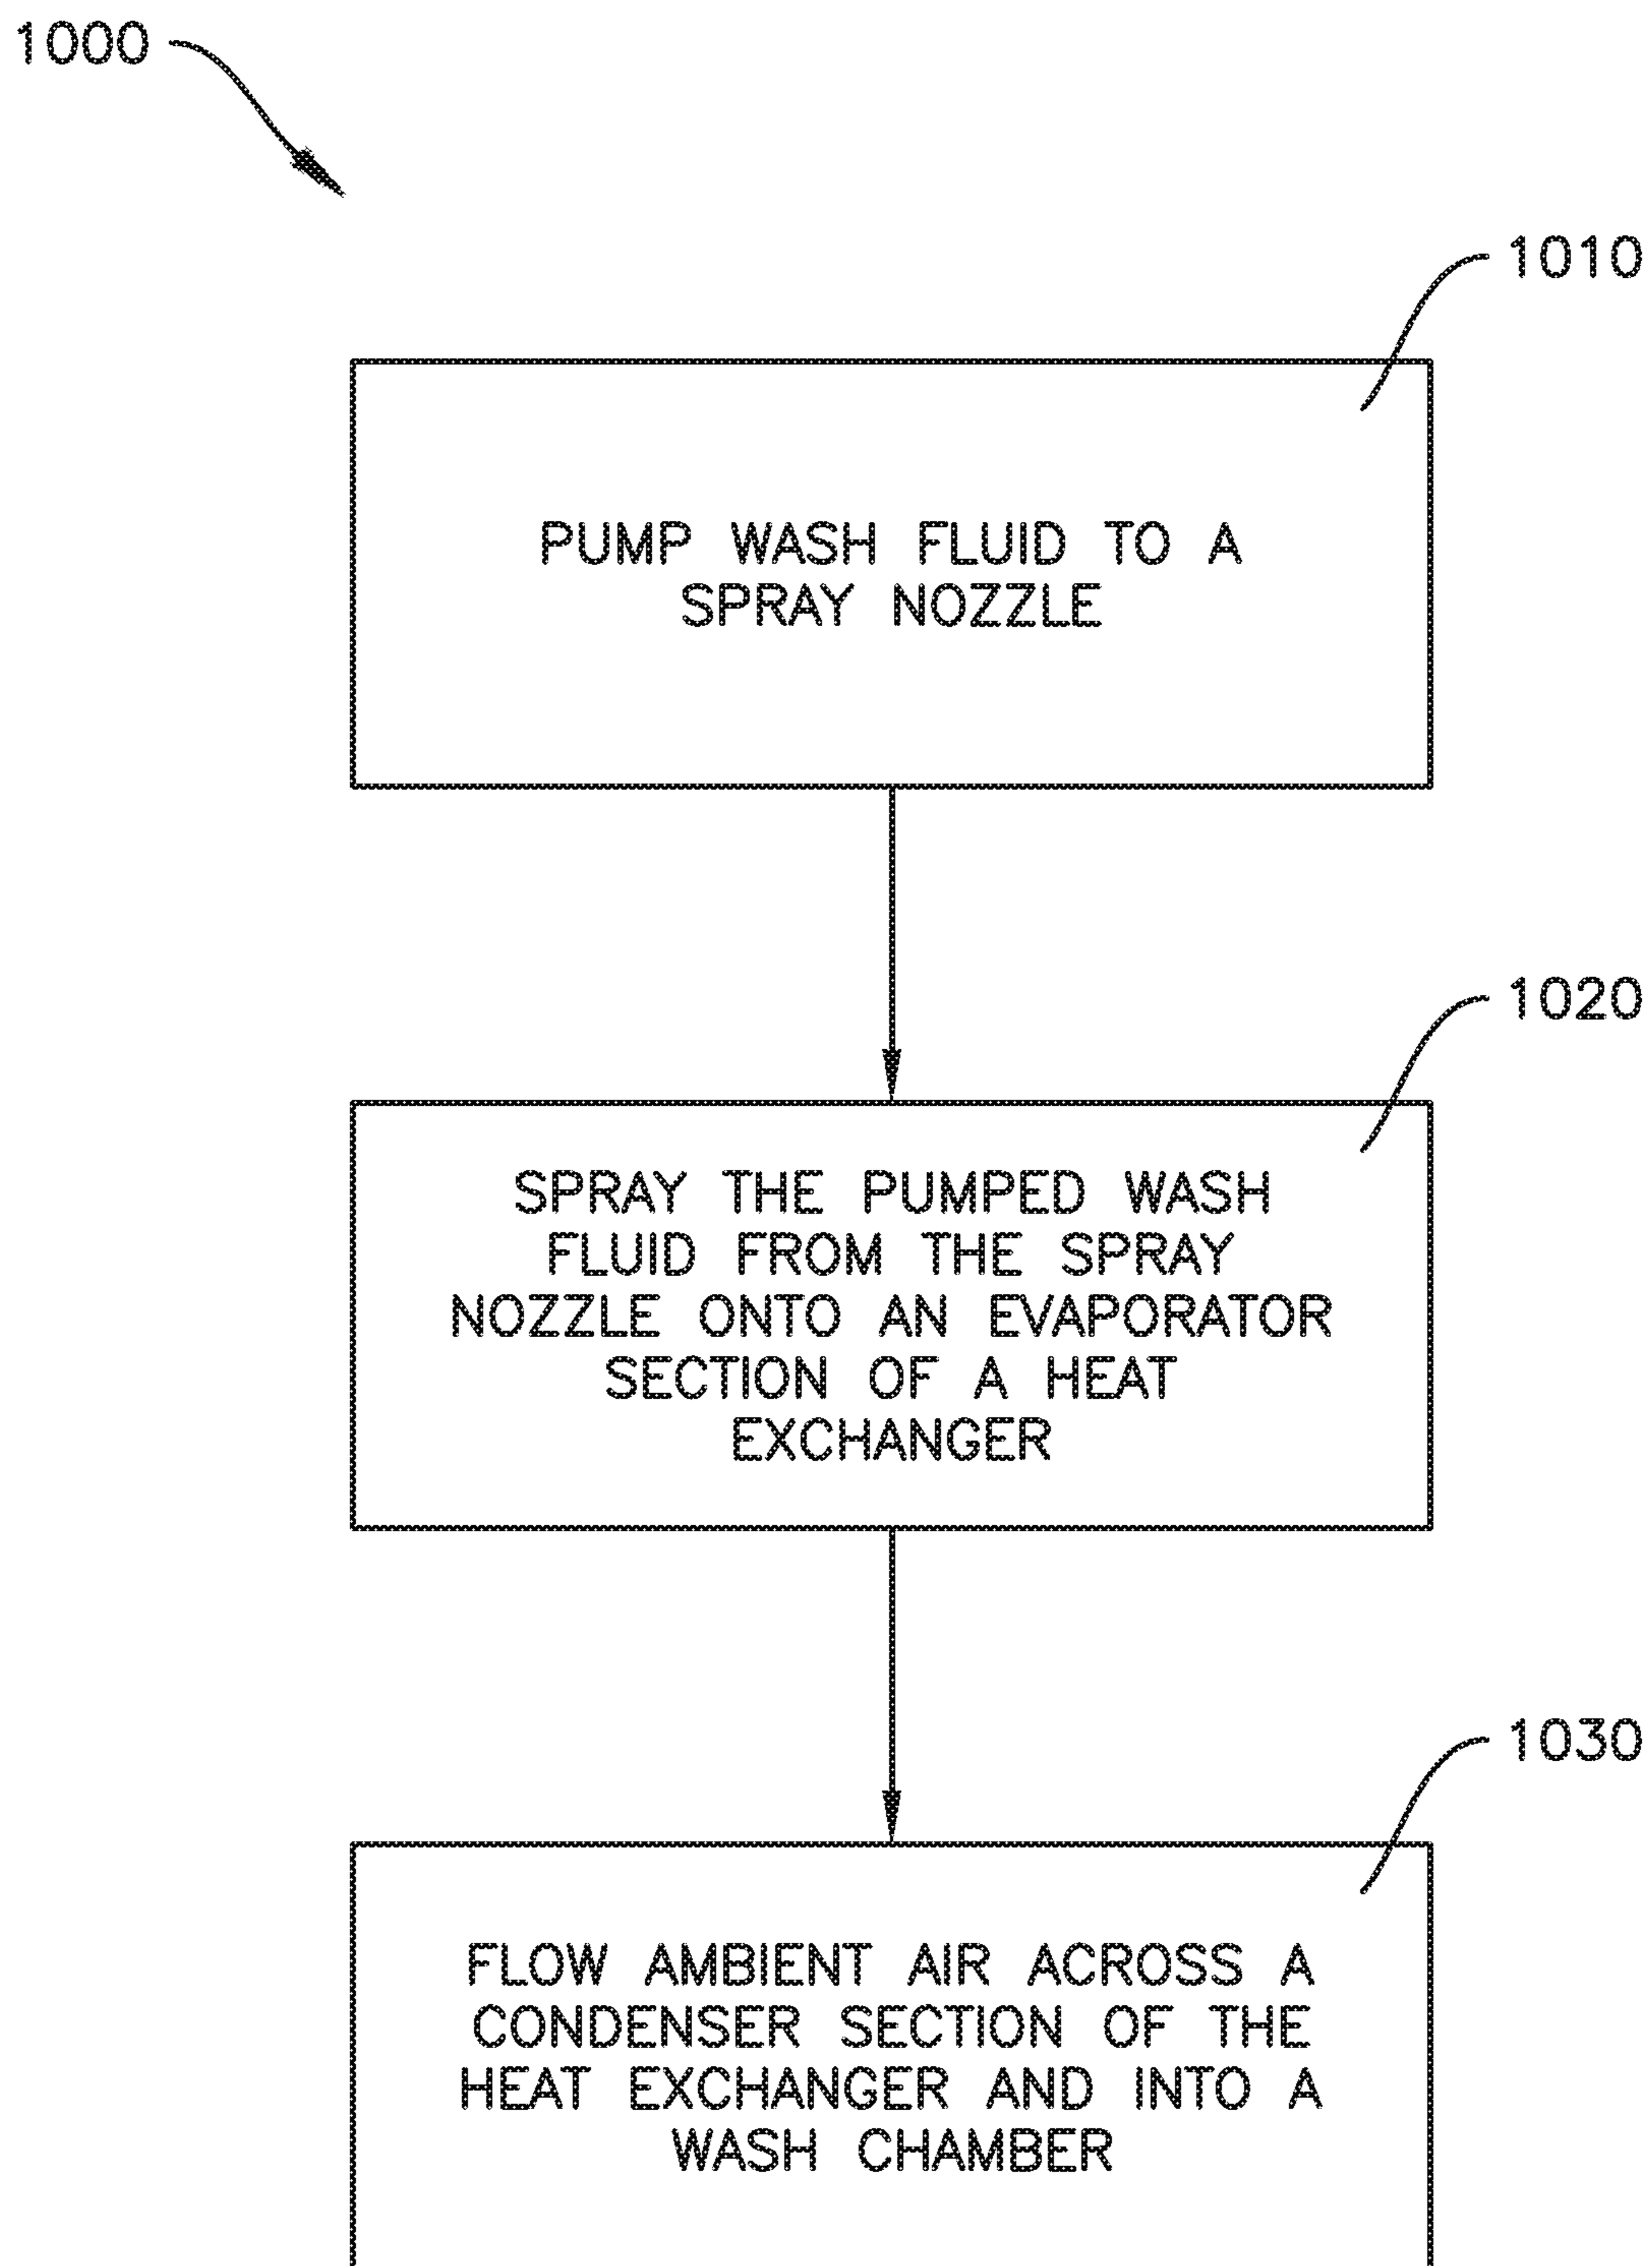 1000
1010
PUMP WASH FLUID TO A
SPRAY NOZZLE
1020
SPRAY THE PUMPED WASH
FLUID FROM THE SPRAY
NOZZLE ONTO AN EVAPORATOR
SECTION OF A HEAT
EXCHANGER
1030
FLOW AMBIENT AIR ACROSS A
CONDENSER SECTION OF THE
HEAT EXCHANGER AND INTO A
WASH CHAMBER